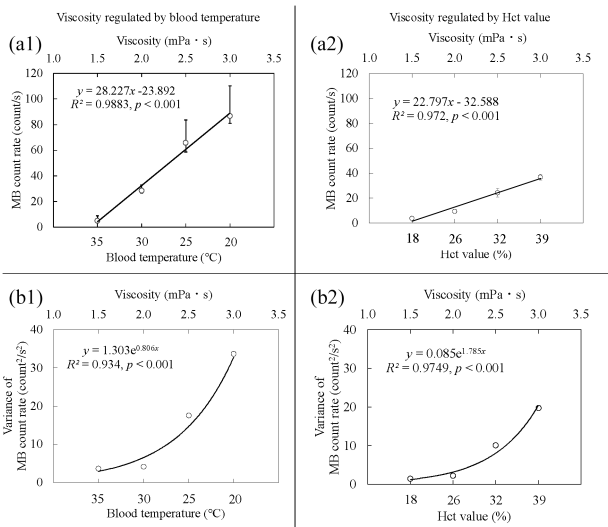 Viscosity regulated by blood temperature
Viscosity regulated by Hct value
(a1)
Viscosity (mPa・s)
1.0 1.5 2.0 2.5 3.0 3.5
MB count rate (count/s)
120
100
80
60
40
20
0
y = 28.227x -23.892
R² = 0.9883, p < 0.001
35 30 25 20
Blood temperature (℃)
(a2)
Viscosity (mPa・s)
1.0 1.5 2.0 2.5 3.0 3.5
MB count rate (count/s)
120
100
80
60
40
20
0
y = 22.797x - 32.588
R² = 0.972, p < 0.001
18 26 32 39
Hct value (%)
(b1)
Viscosity (mPa・s)
1.0 1.5 2.0 2.5 3.0 3.5
Variance of
MB count rate (count²/s²)
40
30
20
10
0
y = 1.303e^0.806x
R² = 0.934, p < 0.001
35 30 25 20
Blood temperature (℃)
(b2)
Viscosity (mPa・s)
1.0 1.5 2.0 2.5 3.0 3.5
Variance of
MB count rate (count²/s²)
40
30
20
10
0
y = 0.085e^1.785x
R² = 0.9749, p < 0.001
18 26 32 39
Hct value (%)